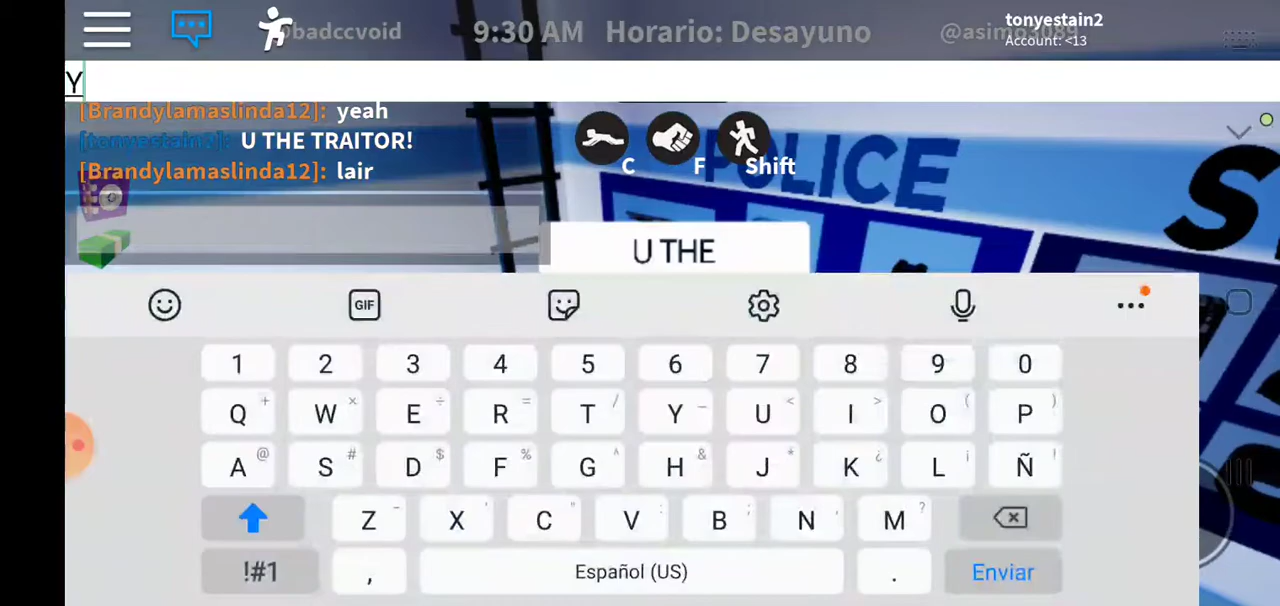 @badccvoid 9:30 AM Horario: Desayuno @asimo3089
tonyestain2
Account: <13
Y
[Brandylamaslinda12]: yeah
[tonyestain2]: U THE TRAITOR!
[Brandylamaslinda12]: lair
C F Shift
POLICE
U THE
GIF
1 2 3 4 5 6 7 8 9 0
Q + W × E ÷ R = T / Y _ U < I > O ( P )
A @ S # D $ F % G ^ H & J * K ¿ L ¡ Ñ !
Z - X ' C " V : B ; N , M ?
!#1 , Español (US) . Enviar